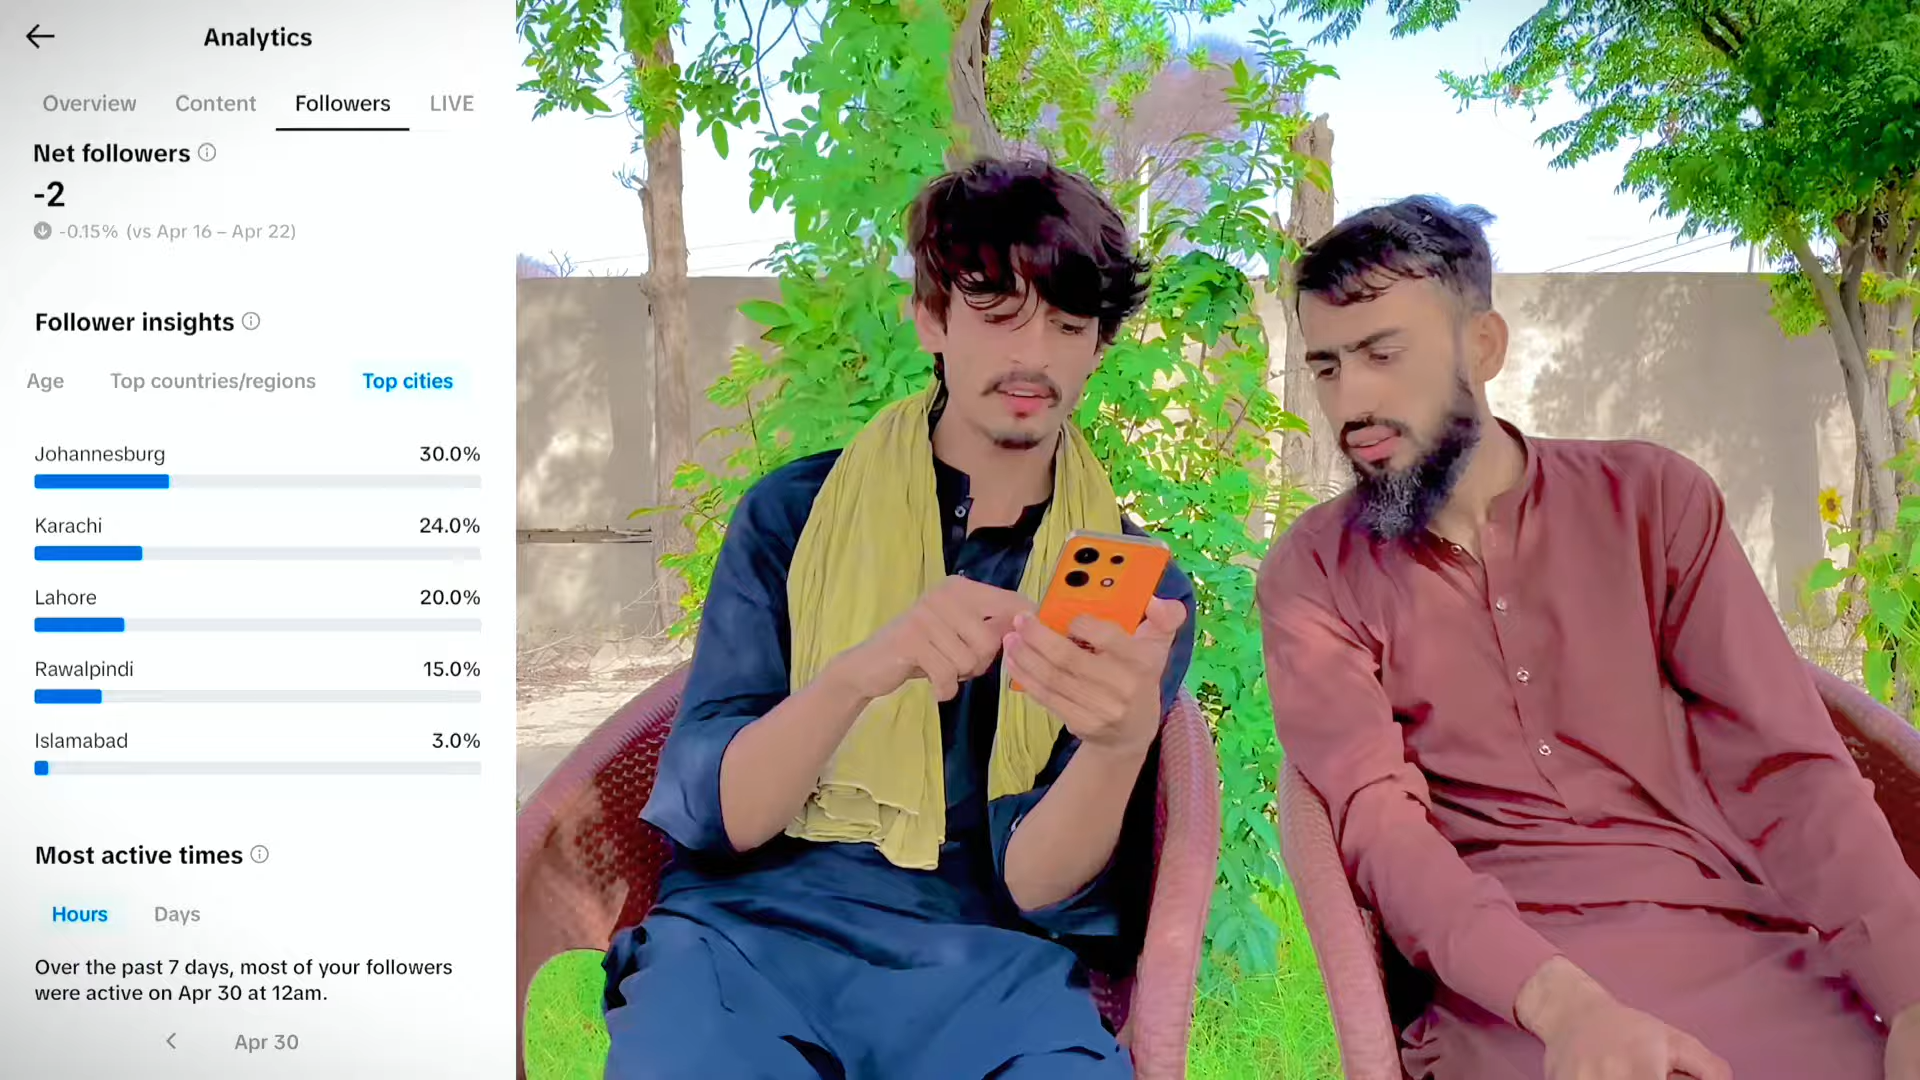 Analytics
Overview Content Followers LIVE
Net followers
-2
-0.15% (vs Apr 16 – Apr 22)
Follower insights
Age Top countries/regions Top cities
Johannesburg 30.0%
Karachi 24.0%
Lahore 20.0%
Rawalpindi 15.0%
Islamabad 3.0%
Most active times
Hours Days
Over the past 7 days, most of your followers
were active on Apr 30 at 12am.
Apr 30